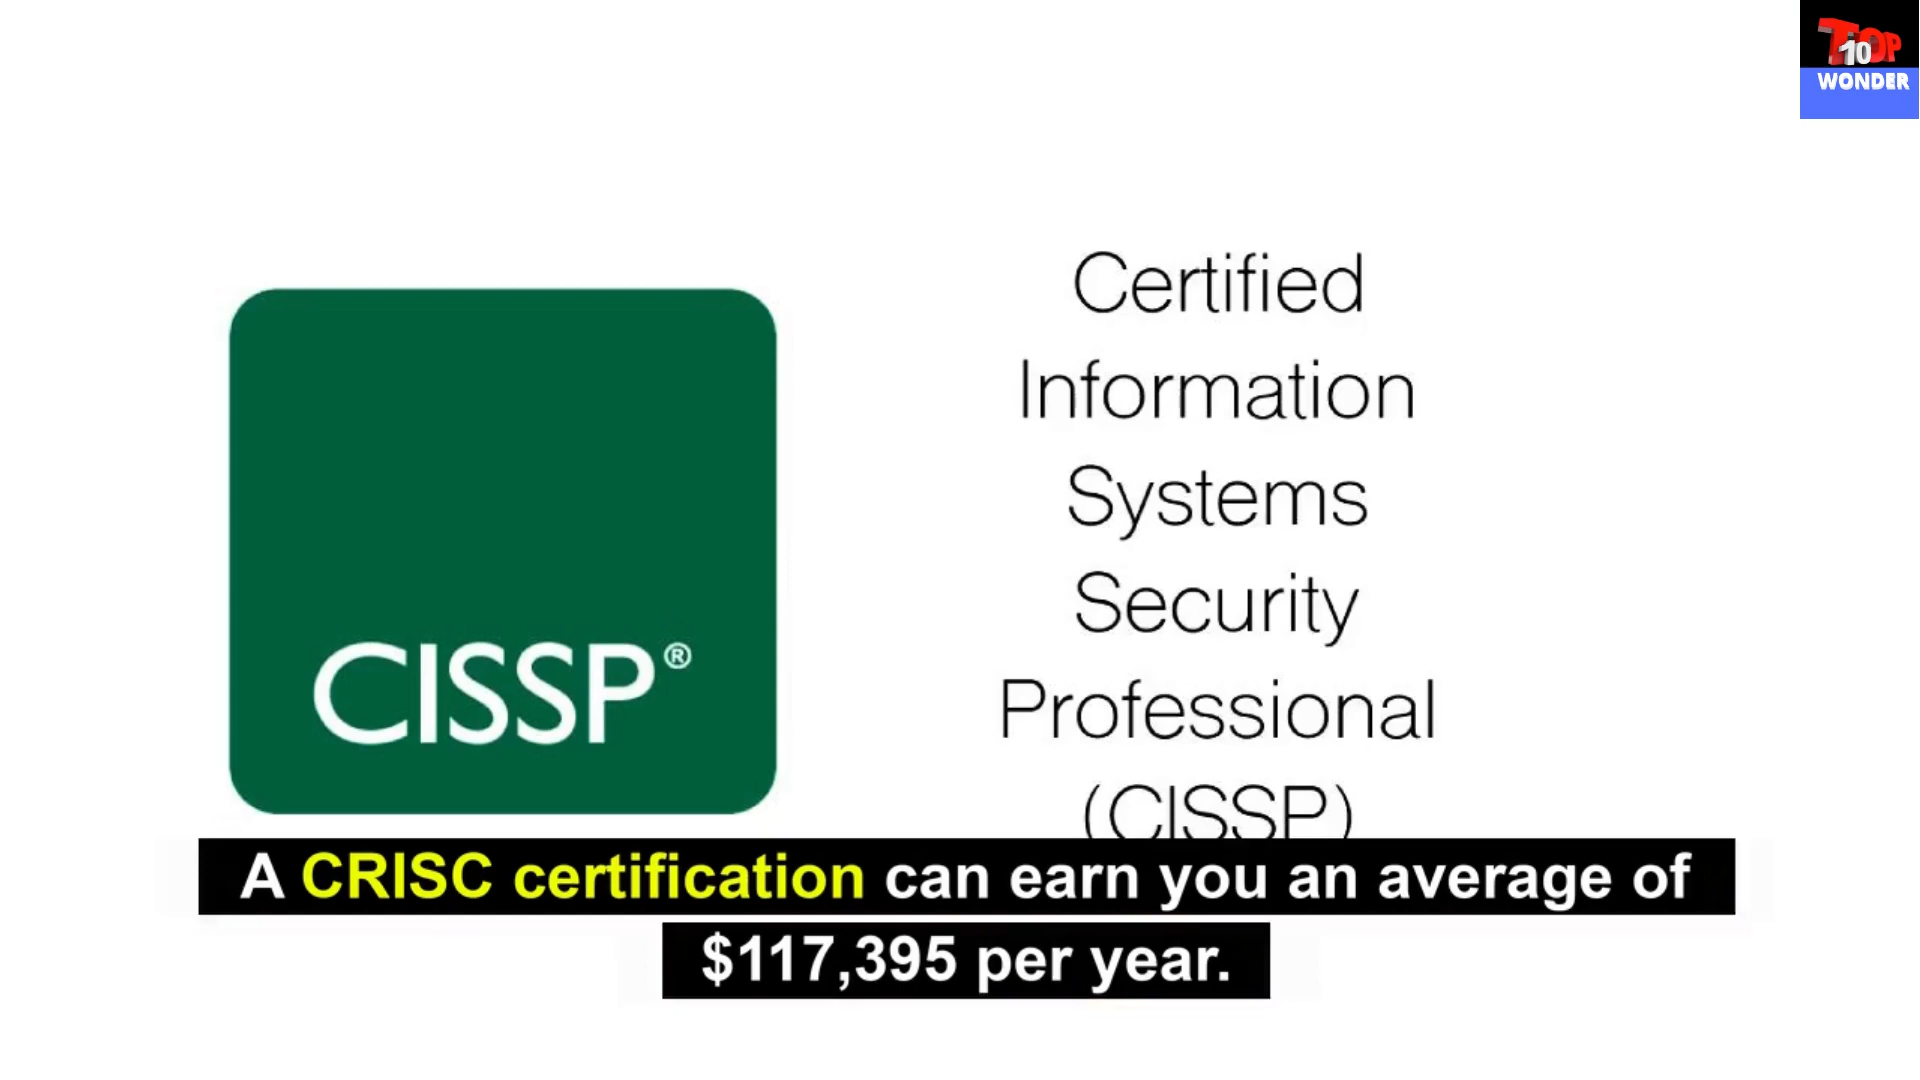 TOP
10
WONDER
Certified
Information
Systems
Security
Professional
(CISSP)
CISSP®
A CRISC certification can earn you an average of
$117,395 per year.